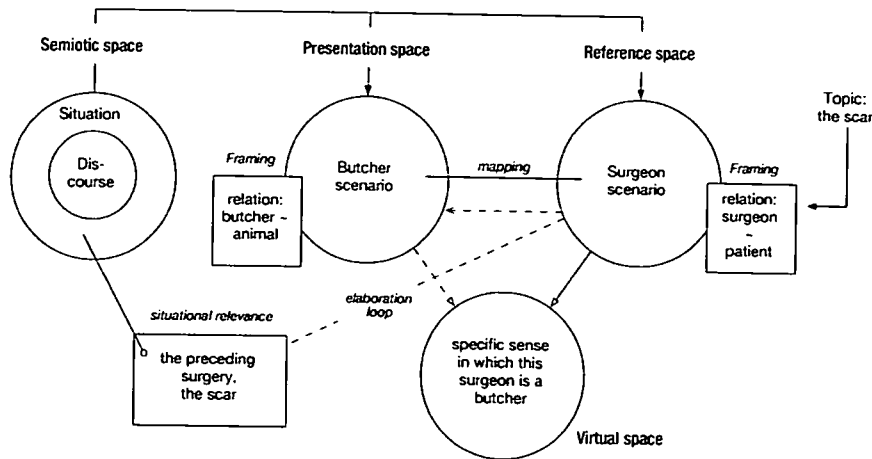 Semiotic space
Presentation space
Reference space
Situation
Dis-
course
Framing
Butcher
scenario
relation:
butcher ~
animal
mapping
Surgeon
scenario
Framing
relation:
surgeon
~
patient
Topic:
the scar
situational relevance
the preceding
surgery,
the scar
elaboration
loop
specific sense
in which this
surgeon is a
butcher
Virtual space